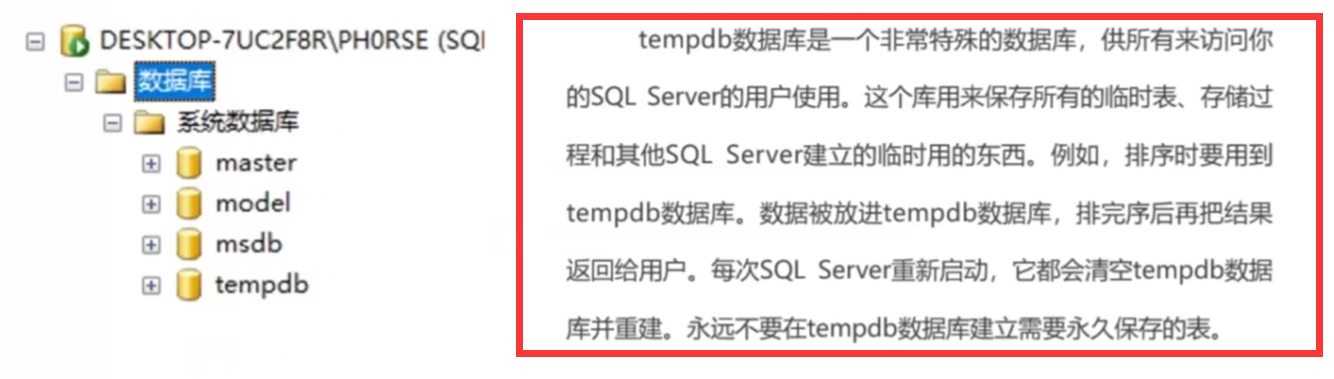 DESKTOP-7UC2F8R\PH0RSE (SQL
数据库
系统数据库
master
model
msdb
tempdb
tempdb数据库是一个非常特殊的数据库，供所有来访问你
的SQL Server的用户使用。这个库用来保存所有的临时表、存储过
程和其他SQL Server建立的临时用的东西。例如，排序时要用到
tempdb数据库。数据被放进tempdb数据库，排完序后再把结果
返回给用户。每次SQL Server重新启动，它都会清空tempdb数据
库并重建。永远不要在tempdb数据库建立需要永久保存的表。